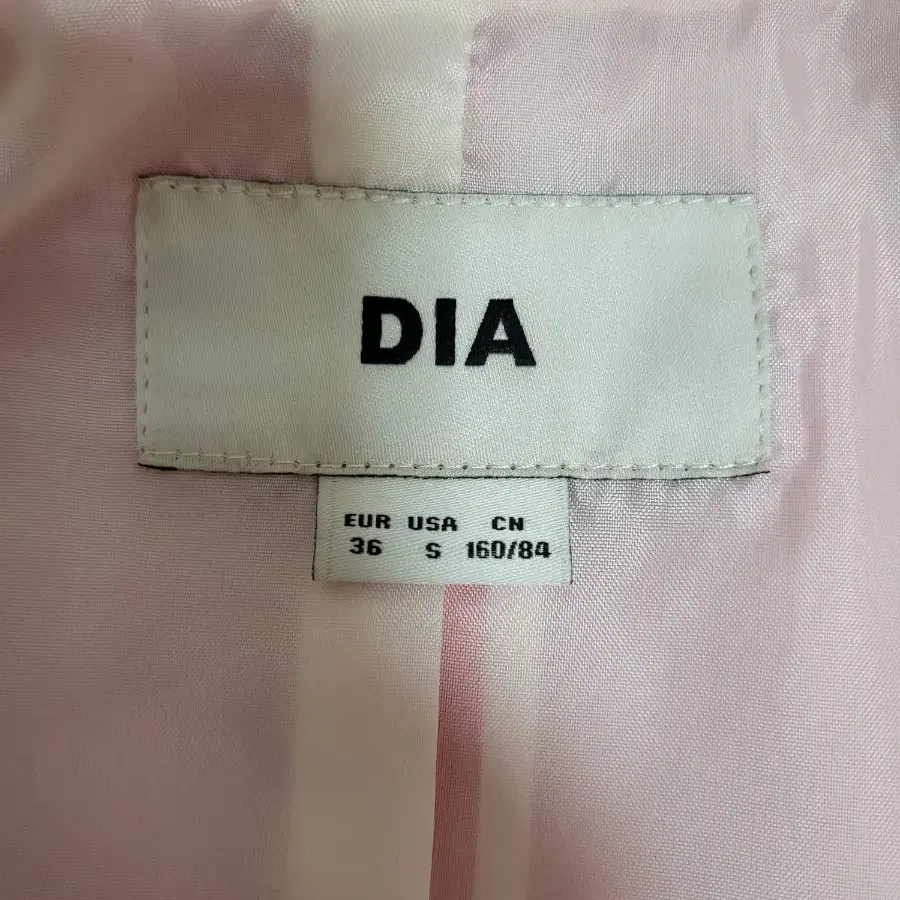 DIA
EUR USA CN
36 S 160/84